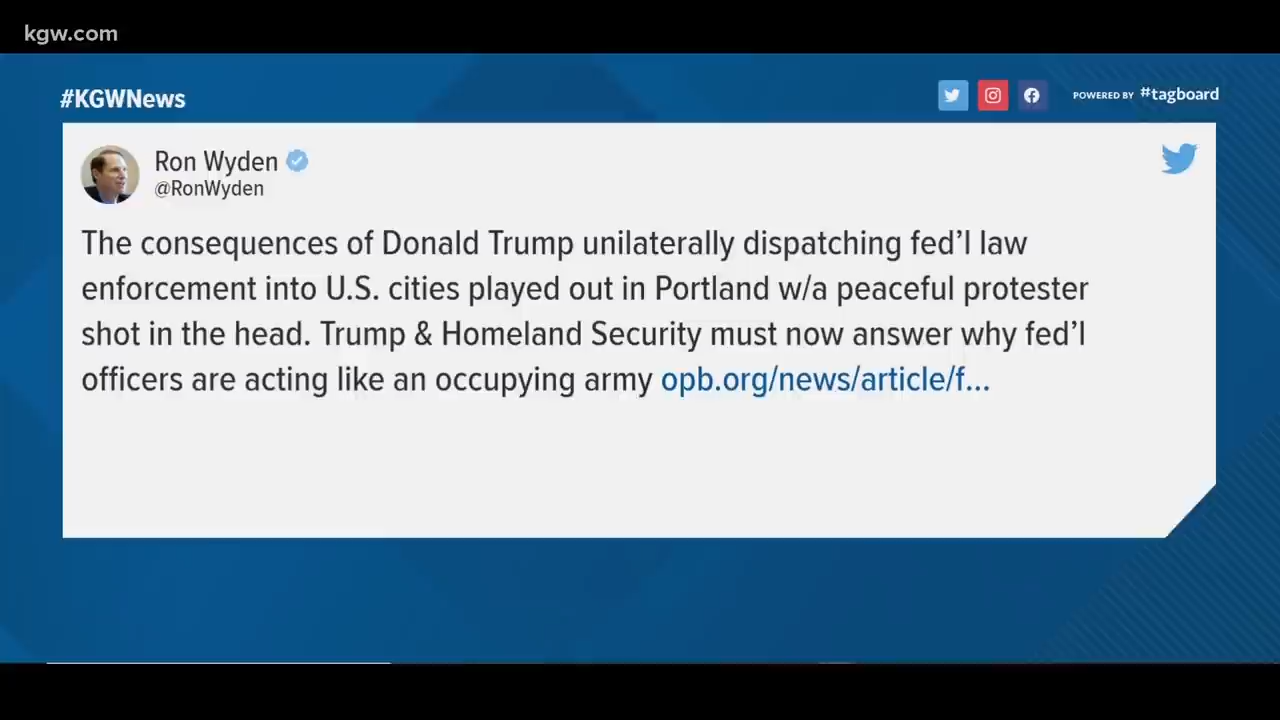 kgw.com
#KGWNews
POWERED BY #tagboard
Ron Wyden
@RonWyden
The consequences of Donald Trump unilaterally dispatching fed’l law
enforcement into U.S. cities played out in Portland w/a peaceful protester
shot in the head. Trump & Homeland Security must now answer why fed’l
officers are acting like an occupying army opb.org/news/article/f...